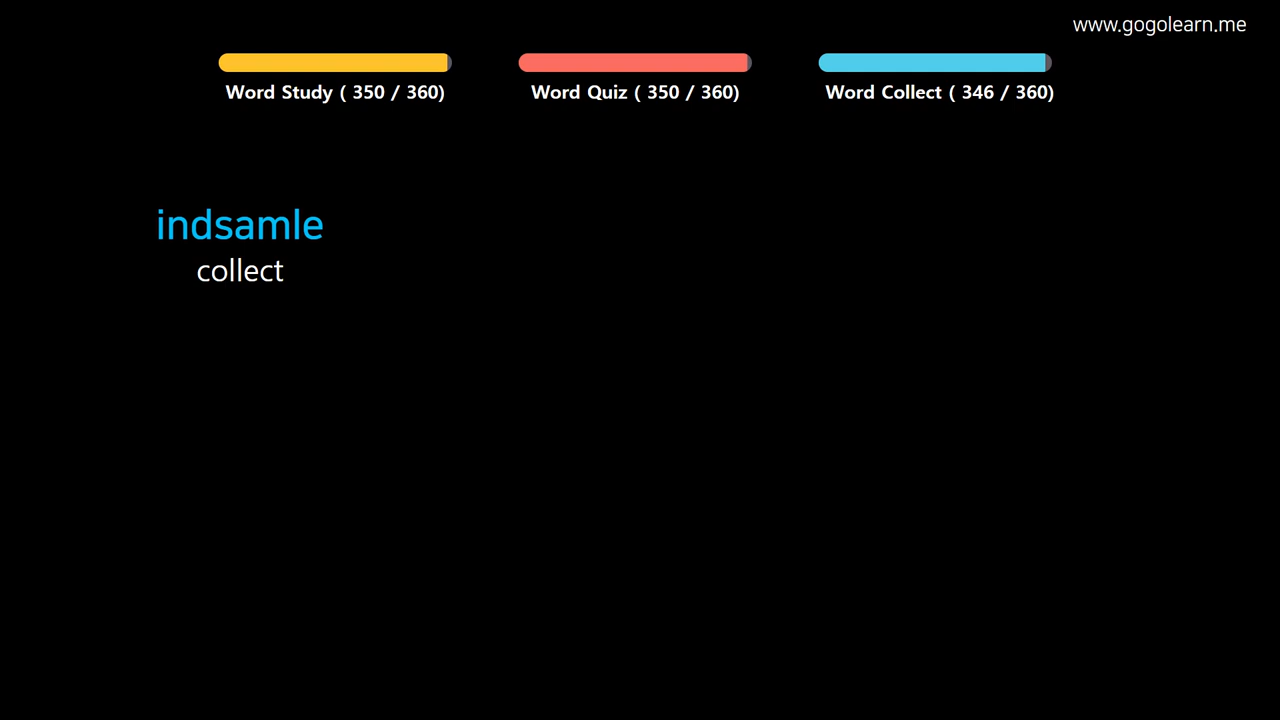 www.gogolearn.me
Word Study ( 350 / 360)
Word Quiz ( 350 / 360)
Word Collect ( 346 / 360)
indsamle
collect